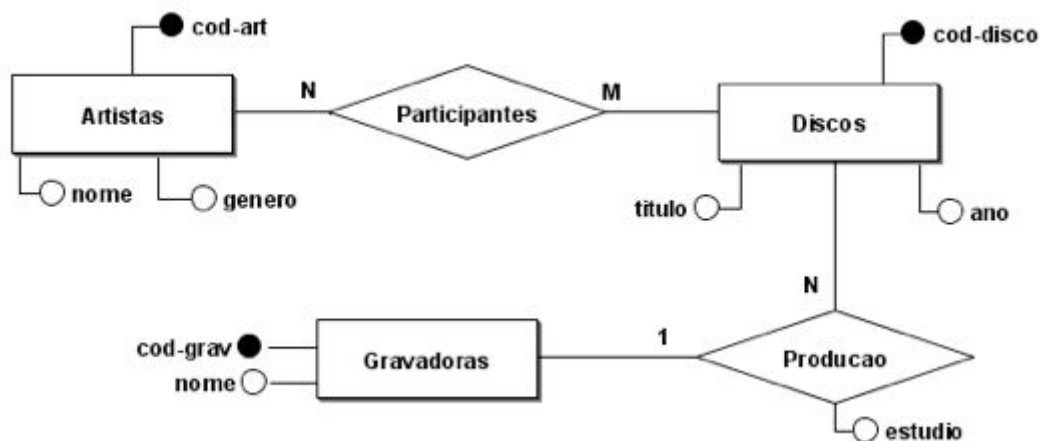 cod-art
cod-disco
N
M
Artistas
Participantes
Discos
nome
genero
titulo
ano
N
cod-grav
1
Gravadoras
Producao
nome
estudio